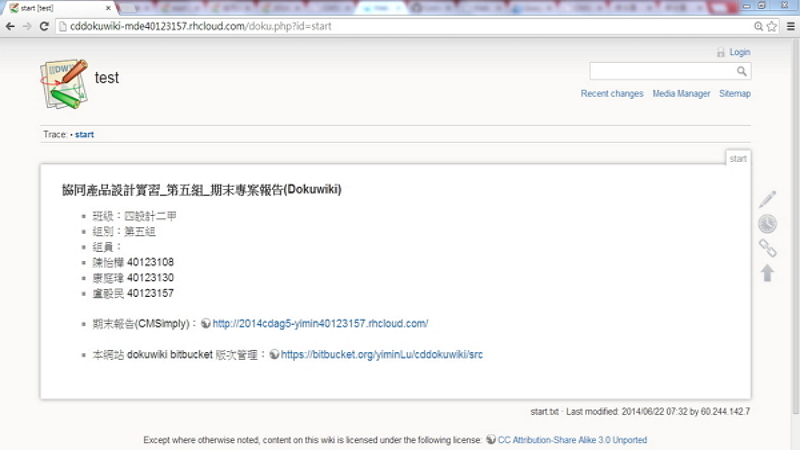 start [test]
cddokuwiki-mde40123157.rhcloud.com/doku.php?id=start
Login
test
Recent changes Media Manager Sitemap
Trace: • start
start
協同產品設計實習_第五組_期末專案報告(Dokuwiki)
班級：四設計二甲
組別：第五組
組員：
陳怡樺 40123108
康庭瑋 40123130
盧毅民 40123157
期末報告(CMSimply)： http://2014cdag5-yimin40123157.rhcloud.com/
本網站 dokuwiki bitbucket 版次管理： https://bitbucket.org/yiminLu/cddokuwiki/src
start.txt · Last modified: 2014/06/22 07:32 by 60.244.142.7
Except where otherwise noted, content on this wiki is licensed under the following license: CC Attribution-Share Alike 3.0 Unported